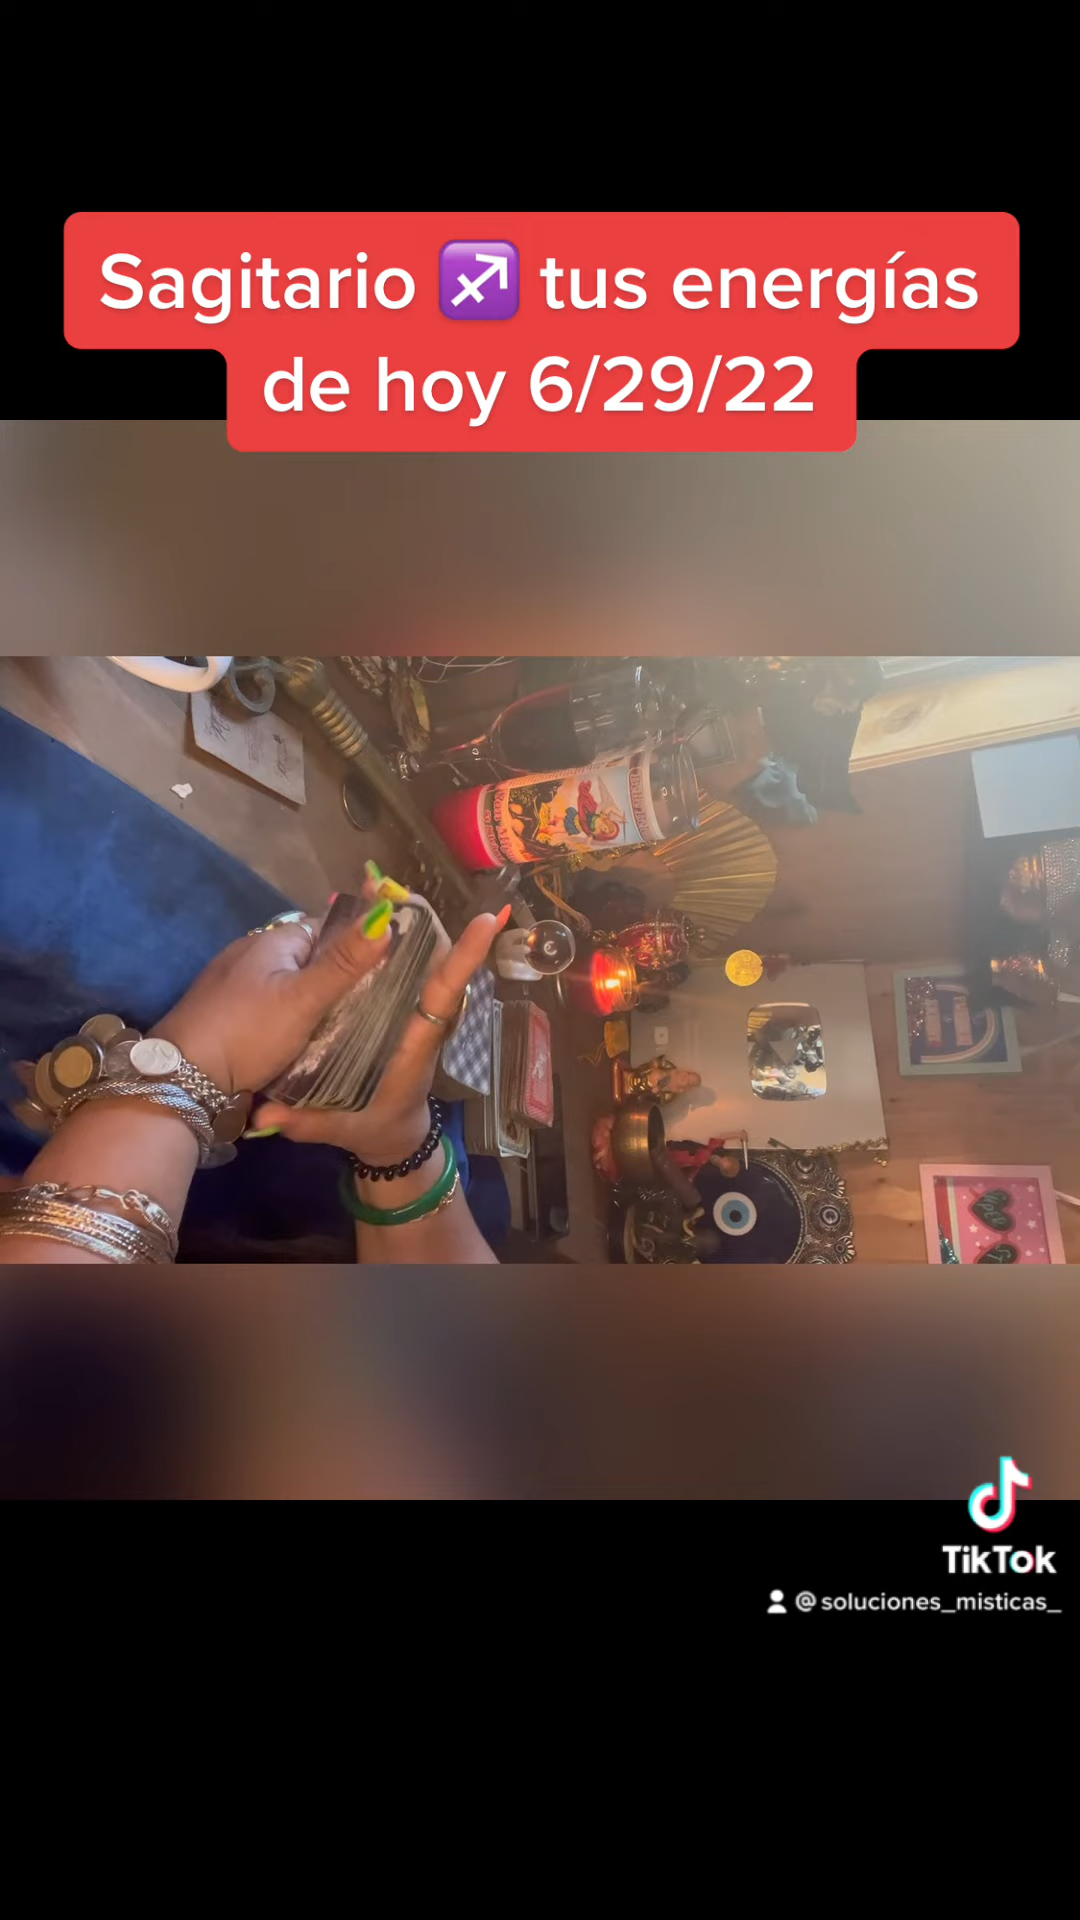 Sagitario ♐ tus energías
de hoy 6/29/22
TikTok
@soluciones_misticas_